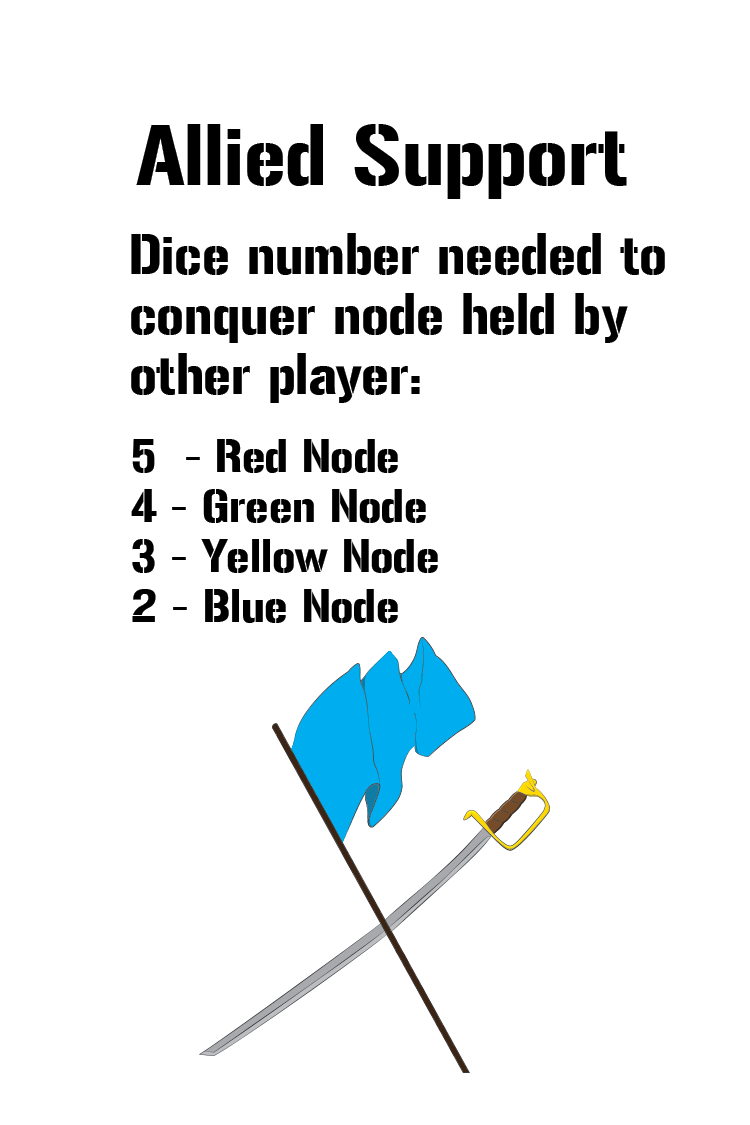 Allied Support
Dice number needed to
conquer node held by
other player:
5 - Red Node
4 - Green Node
3 - Yellow Node
2 - Blue Node